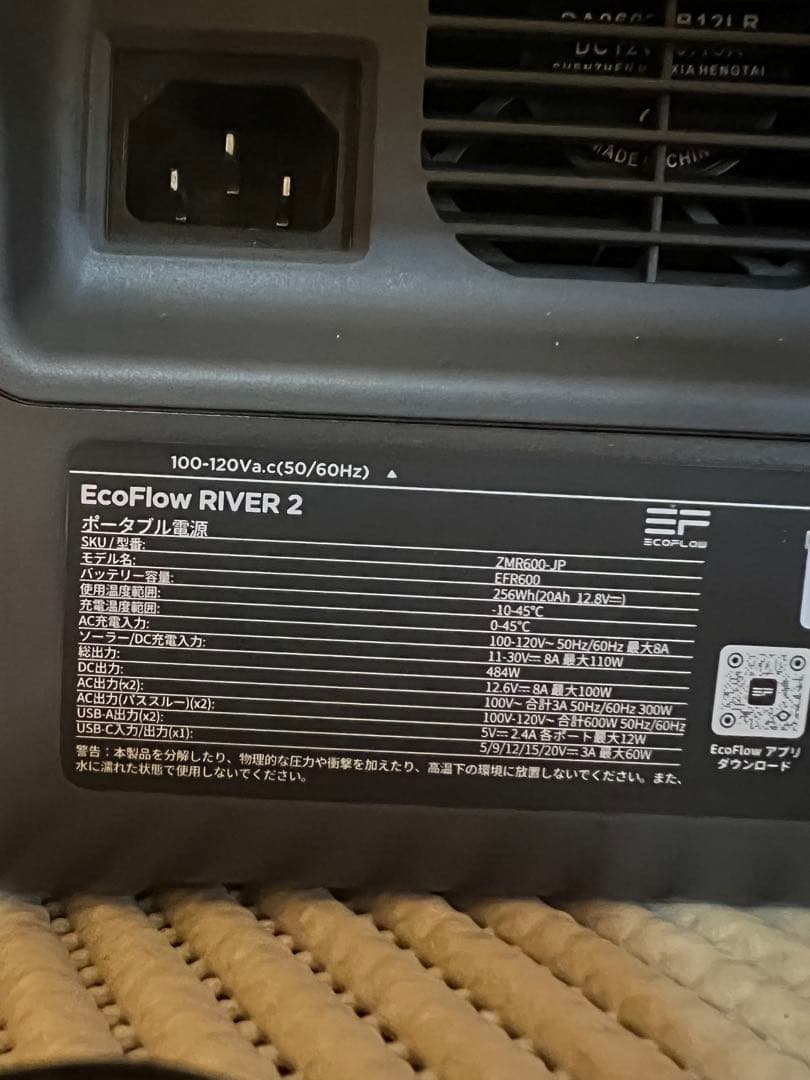 DC12V
MADE CHIN
100-120Va.c(50/60Hz) ▲
EcoFlow RIVER 2
ポータブル電源
EF
ECOFLOW
SKU/型番: ZMR600-JP
モデル名: EFR600
バッテリー容量: 256Wh(20Ah 12.8V⎓)
使用温度範囲: -10-45℃
充電温度範囲: 0-45℃
AC充電入力: 100-120V~ 50Hz/60Hz 最大8A
ソーラー/DC充電入力: 11-30V⎓ 8A 最大110W
総出力: 484W
DC出力: 12.6V⎓ 8A 最大100W
AC出力(x2): 100V~ 合計3A 50Hz/60Hz 300W
AC出力(パススルー)(x2): 100V-120V~ 合計600W 50Hz/60Hz
USB-A出力(x2): 5V⎓ 2.4A 各ポート最大12W
USB-C入力/出力(x1): 5/9/12/15/20V⎓ 3A 最大60W
警告：本製品を分解したり、物理的な圧力や衝撃を加えたり、高温下の環境に放置しないでください。また、
水に濡れた状態で使用しないでください。
EcoFlow アプリ
ダウンロード